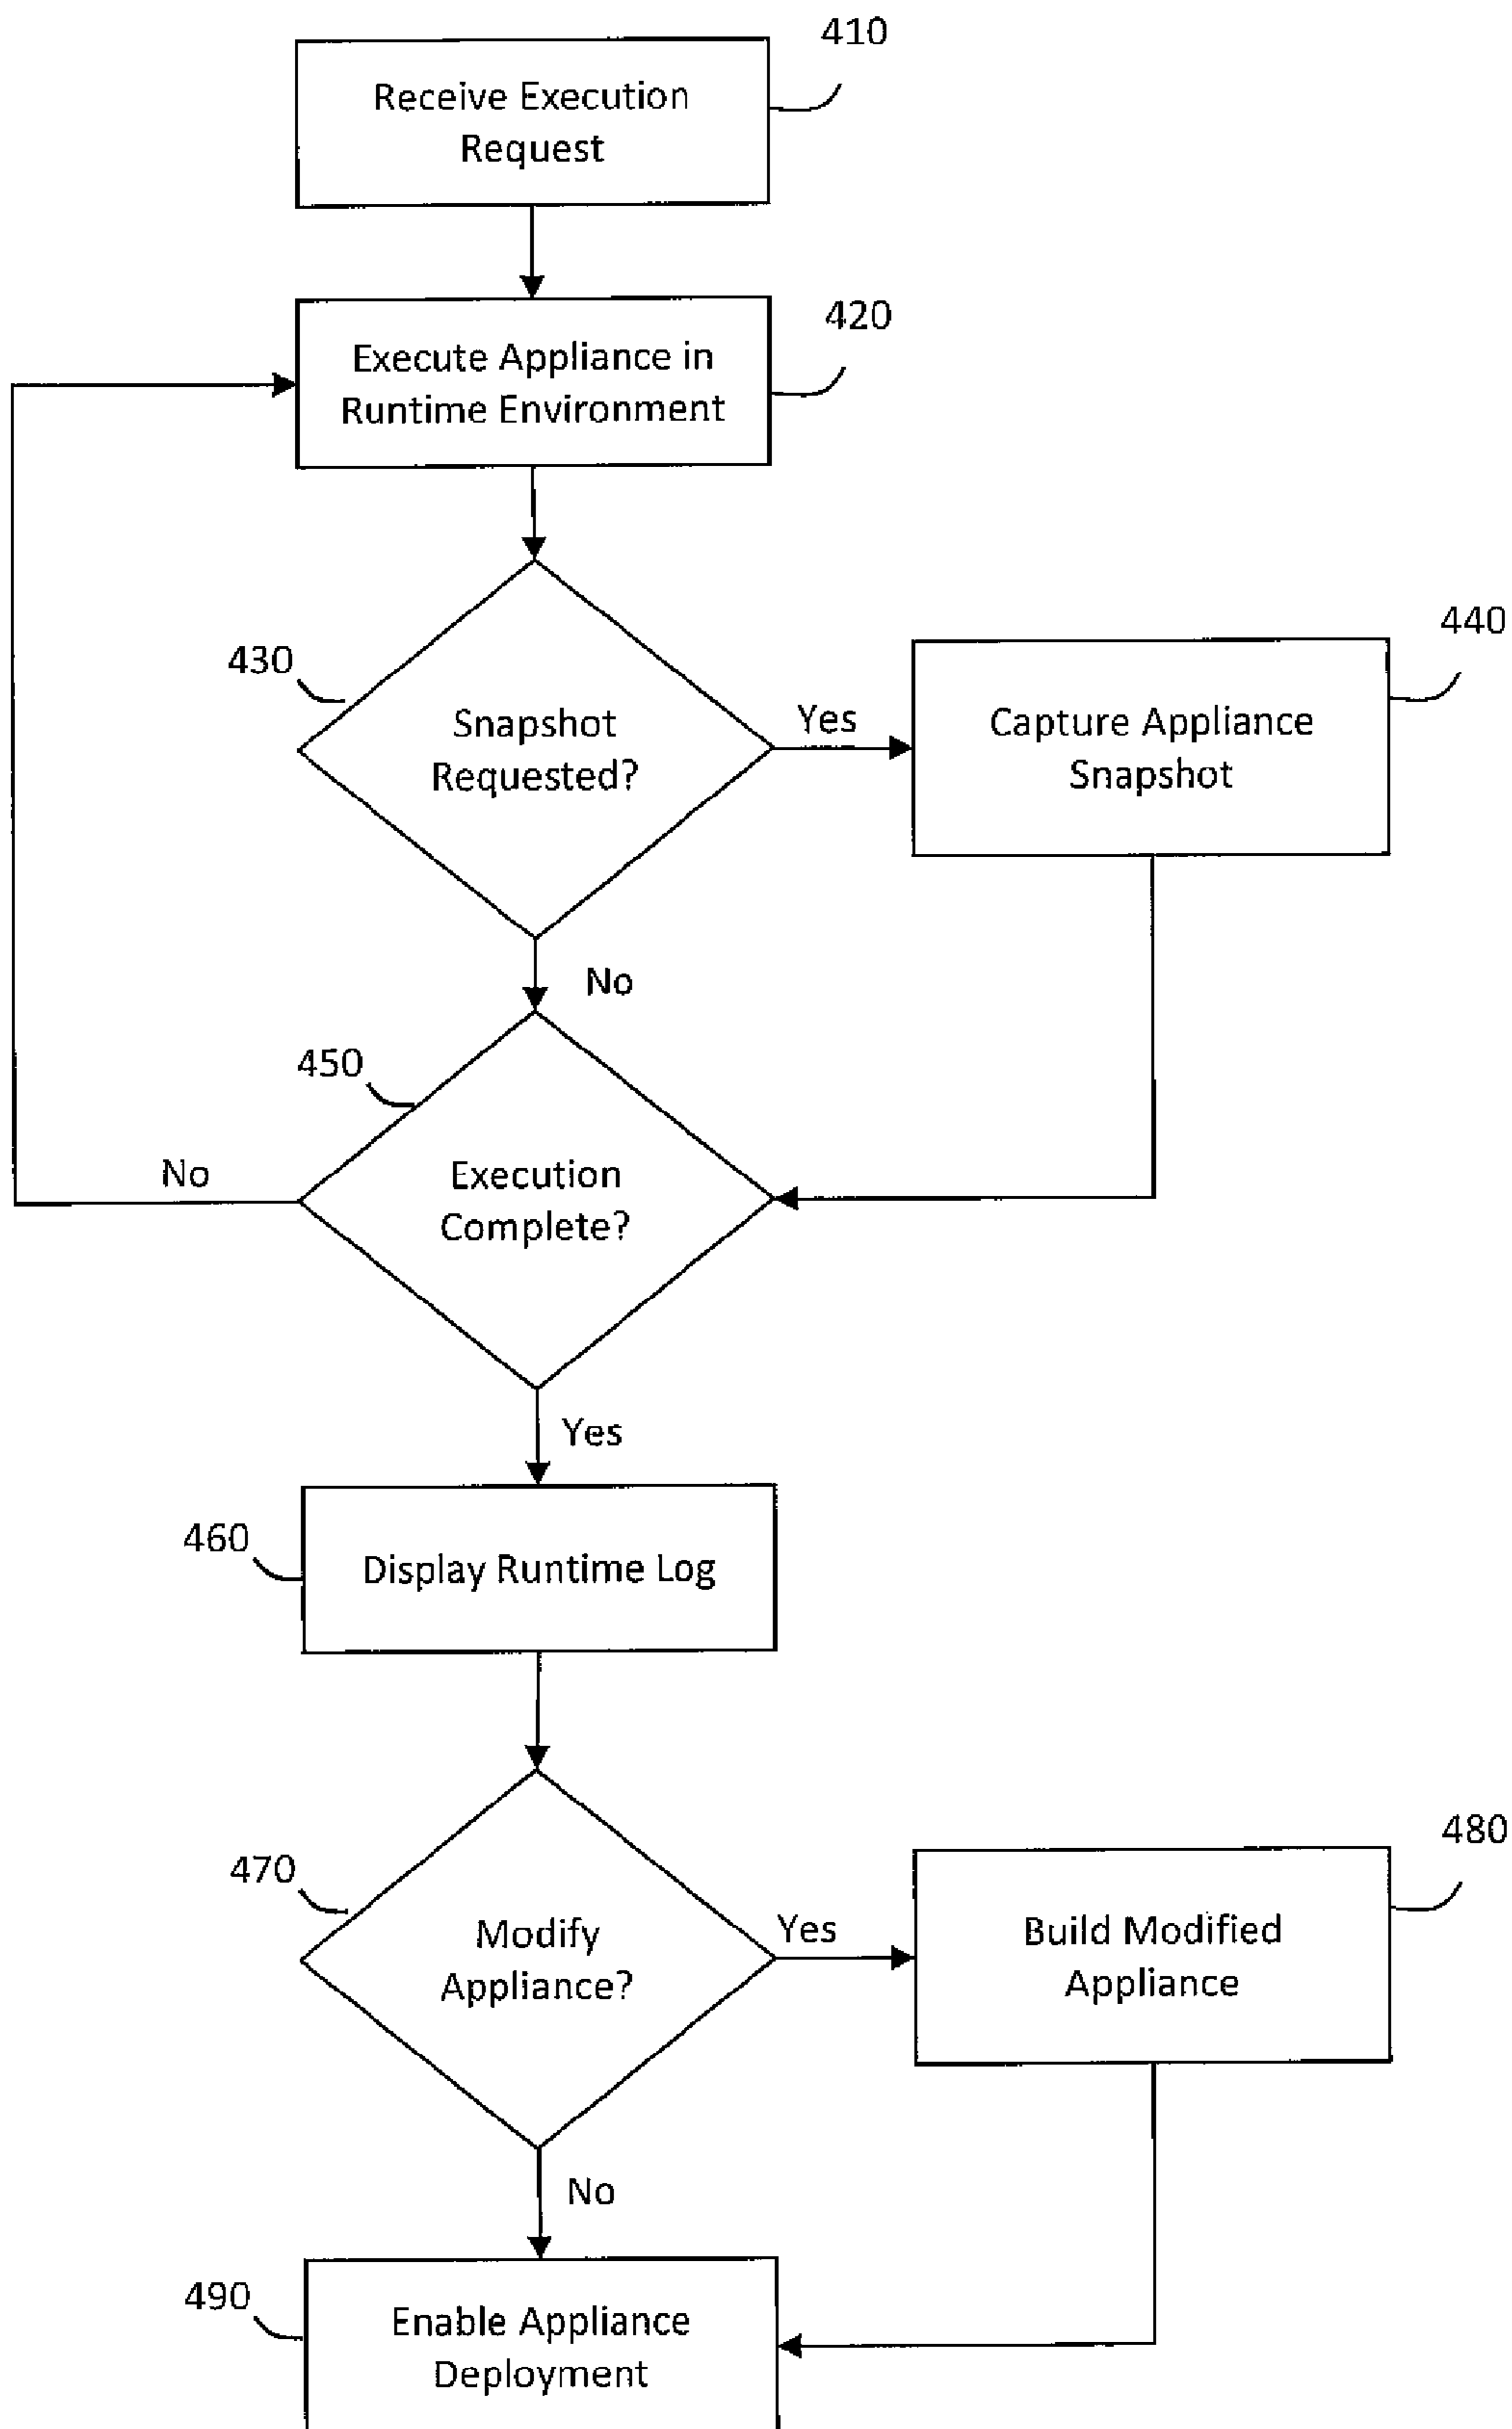 410
Receive Execution
Request
420
Execute Appliance in
Runtime Environment
430
Snapshot
Requested?
Yes
440
Capture Appliance
Snapshot
No
450
Execution
Complete?
No
Yes
460
Display Runtime Log
470
Modify
Appliance?
Yes
480
Build Modified
Appliance
No
490
Enable Appliance
Deployment